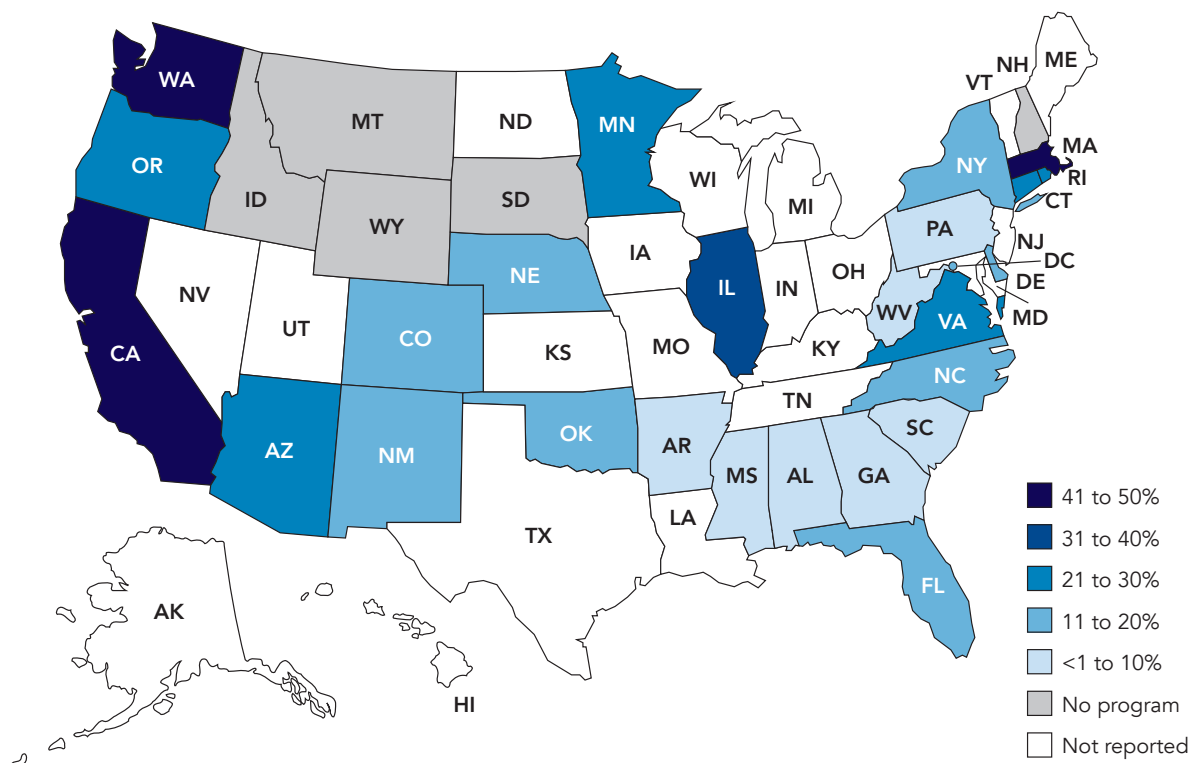 ME
NH
VT
WA
MT
ND
MN
OR
MA
NY
WI
RI
ID
SD
CT
MI
WY
PA
NJ
IA
DC
NE
OH
DE
IL
IN
NV
WV
MD
UT
VA
CO
KY
MO
KS
CA
NC
TN
SC
OK
AR
AZ
NM
MS
AL
GA
41 to 50%
LA
TX
31 to 40%
21 to 30%
FL
AK
11 to 20%
<1 to 10%
HI
No program
Not reported